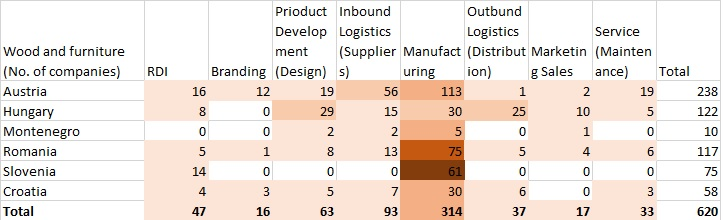 Wood and furniture (No. of companies) RDI Branding Prioduct Development (Design) Inbound Logistics (Suppliers) Manufacturing Outbund Logistics (Distribution) Marketing Sales Service (Maintenance) Total
Austria 16 12 19 56 113 1 2 19 238
Hungary 8 0 29 15 30 25 10 5 122
Montenegro 0 0 2 2 5 0 1 0 10
Romania 5 1 8 13 75 5 4 6 117
Slovenia 14 0 0 0 61 0 0 0 75
Croatia 4 3 5 7 30 6 0 3 58
Total 47 16 63 93 314 37 17 33 620